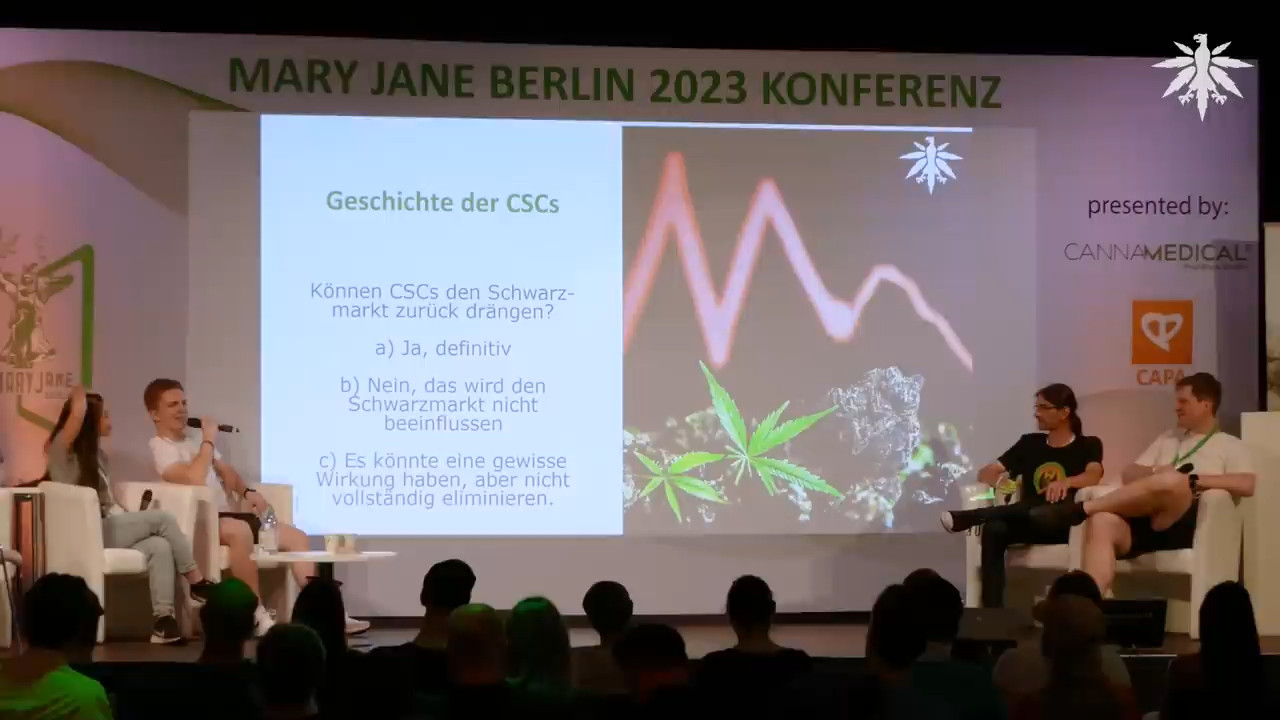 MARY JANE BERLIN 2023 KONFERENZ
Geschichte der CSCs
Können CSCs den Schwarz-
markt zurück drängen?
a) Ja, definitiv
b) Nein, das wird den
Schwarzmarkt nicht
beeinflussen
c) Es könnte eine gewisse
Wirkung haben, aber nicht
vollständig eliminieren.
presented by:
CANNAMEDICAL®
CAPA
MARY JANE